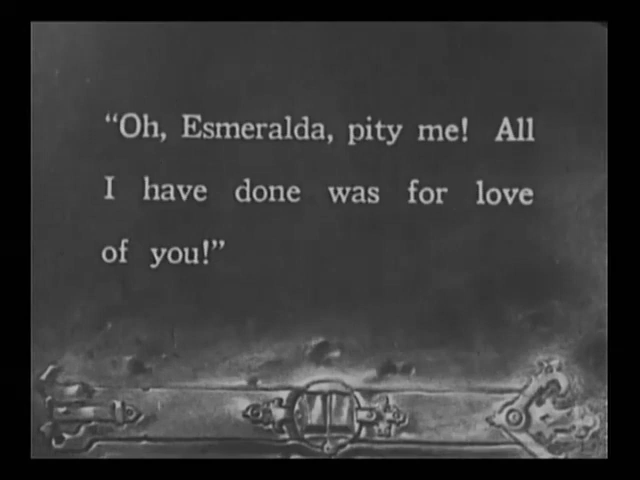 “Oh, Esmeralda, pity me! All
I have done was for love
of you!”